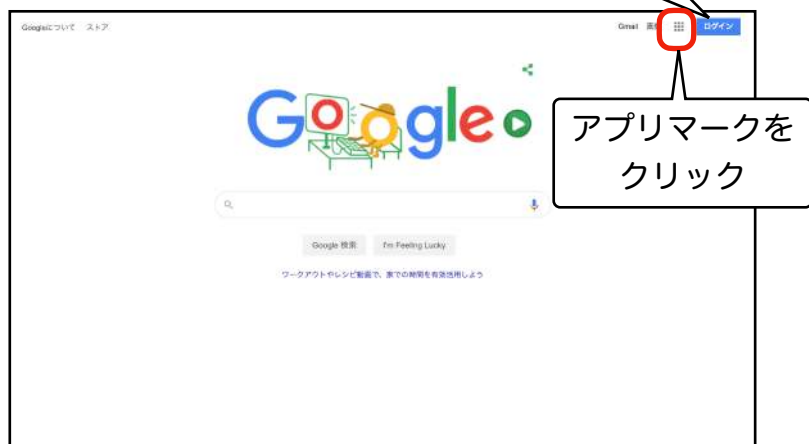 Googleについて ストア
Gmail 画 ログイン
Google
アプリマークを
クリック
Google 検索 I'm Feeling Lucky
ワークアウトやレシピ動画で、家での時間を有効活用しよう